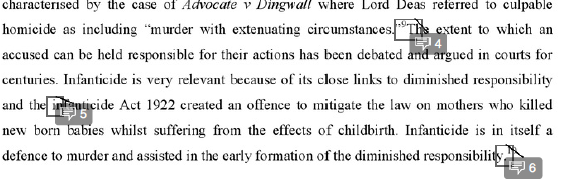 characterised by the case of Advocate v Dingwall where Lord Deas referred to culpable
homicide as including “murder with extenuating circumstances. The extent to which an
4
accused can be held responsible for their actions has been debated and argued in courts for
centuries. Infanticide is very relevant because of its close links to diminished responsibility
and the infanticide Act 1922 created an offence to mitigate the law on mothers who killed
5
new born babies whilst suffering from the effects of childbirth. Infanticide is in itself a
defence to murder and assisted in the early formation of the diminished responsibility
6